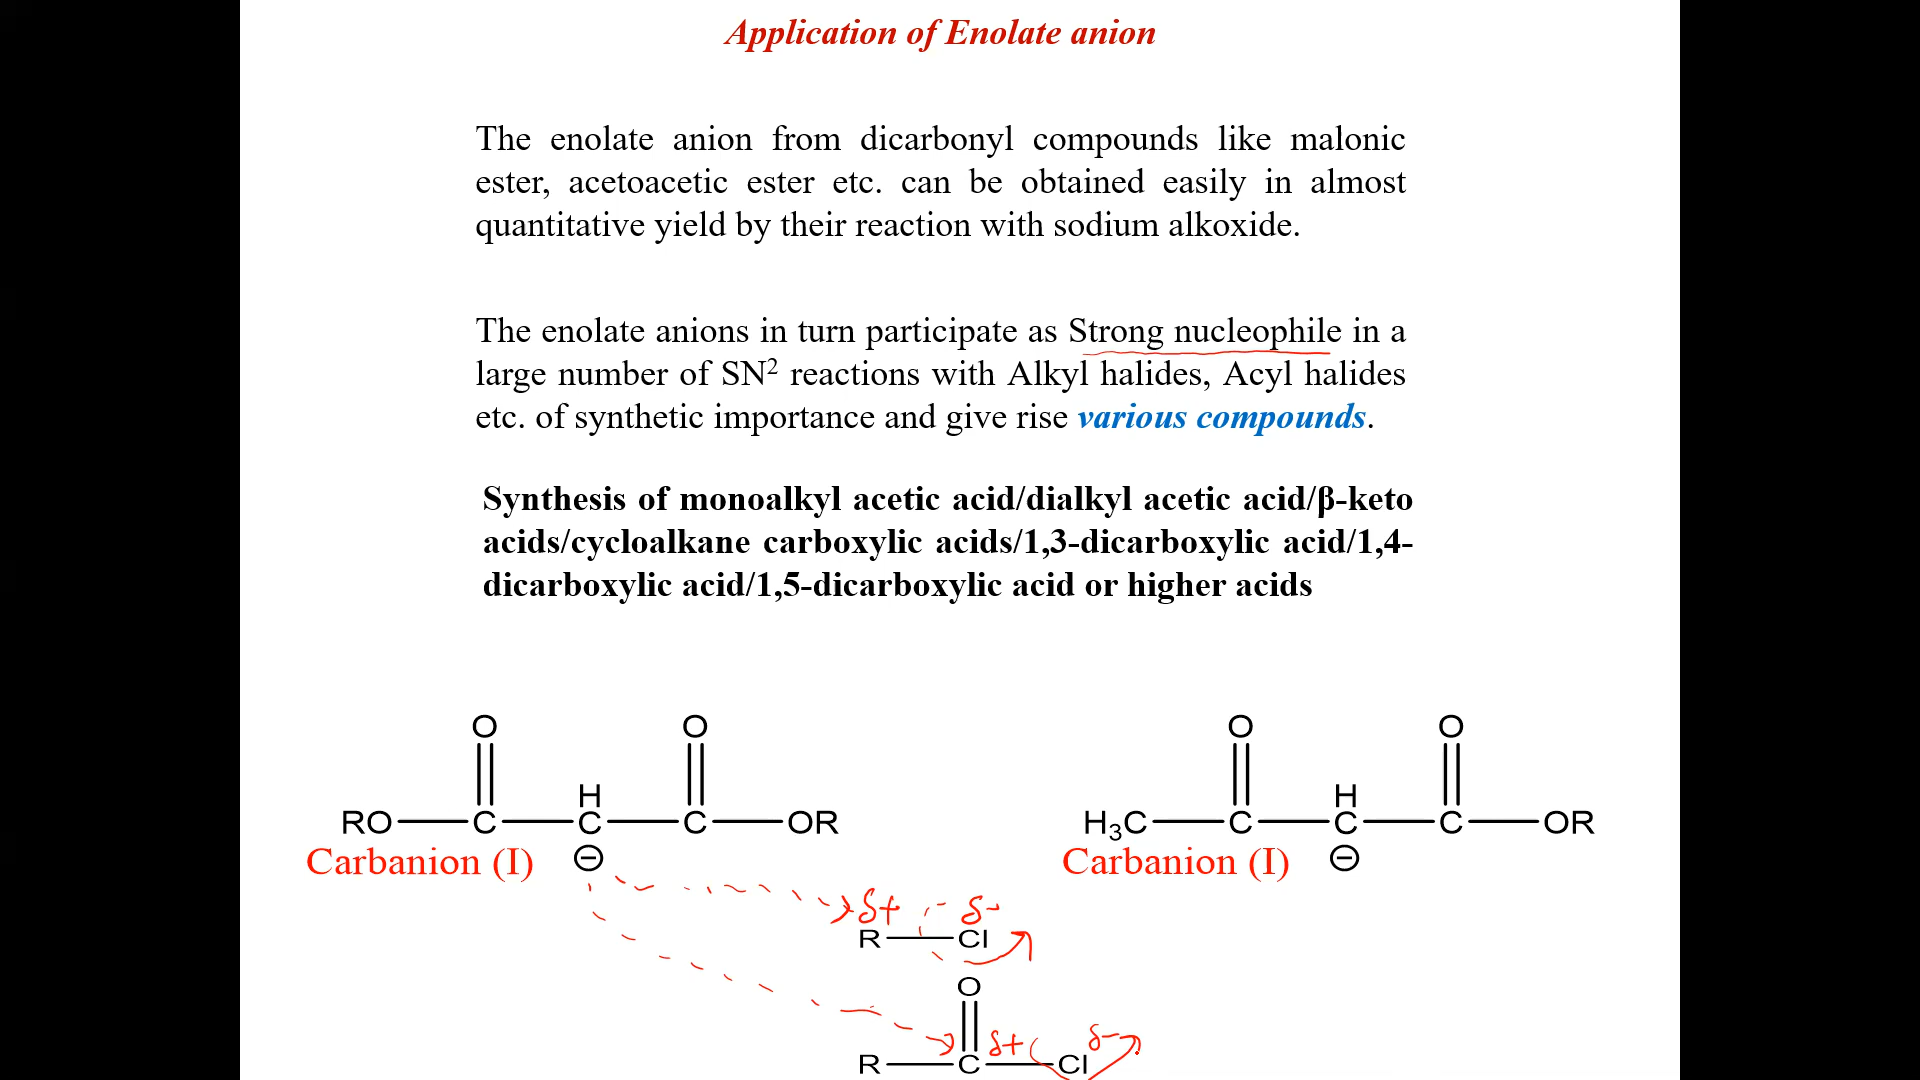 Application of Enolate anion
The enolate anion from dicarbonyl compounds like malonic
ester, acetoacetic ester etc. can be obtained easily in almost
quantitative yield by their reaction with sodium alkoxide.
The enolate anions in turn participate as Strong nucleophile in a
large number of SN² reactions with Alkyl halides, Acyl halides
etc. of synthetic importance and give rise various compounds.
Synthesis of monoalkyl acetic acid/dialkyl acetic acid/β-keto
acids/cycloalkane carboxylic acids/1,3-dicarboxylic acid/1,4-
dicarboxylic acid/1,5-dicarboxylic acid or higher acids
O O
H
RO C C C OR
Carbanion (I) ⊖
O O
H
H₃C C C C OR
Carbanion (I) ⊖
δ+ δ-
R Cl
O
δ+ δ-
R C Cl